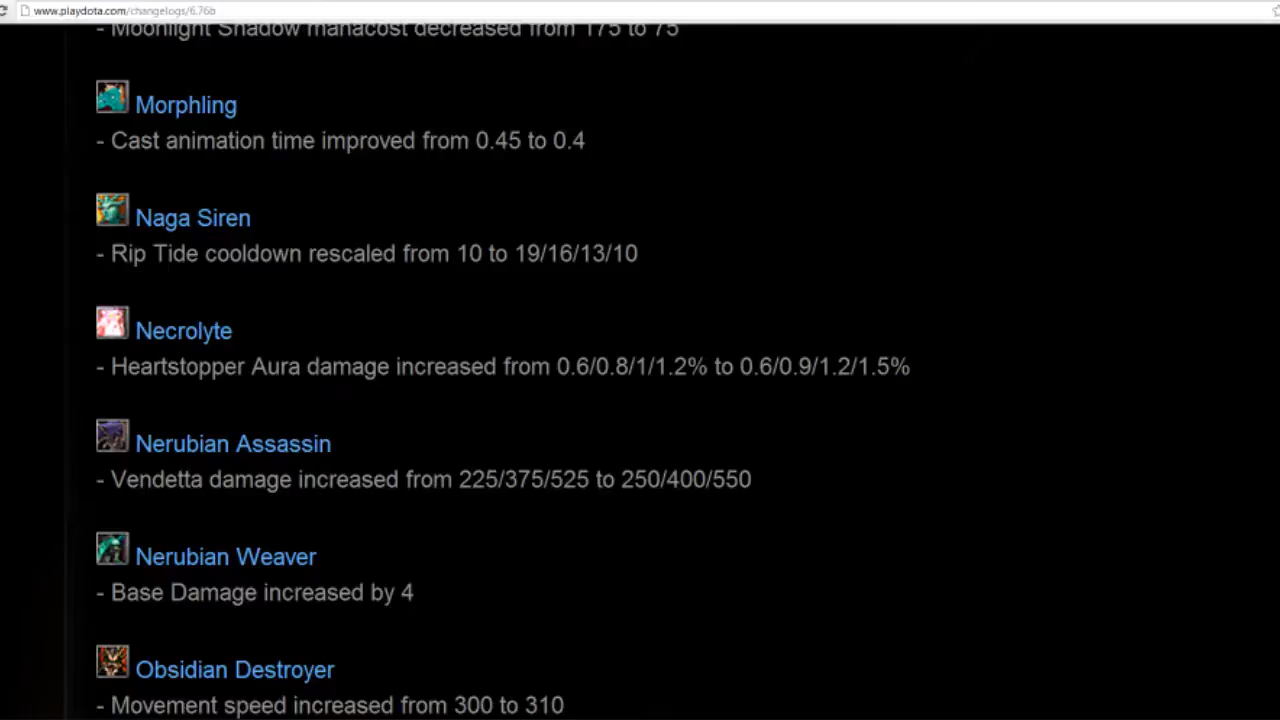 www.playdota.com/changelogs/6.76b
- Moonlight Shadow manacost decreased from 175 to 75
Morphling
- Cast animation time improved from 0.45 to 0.4
Naga Siren
- Rip Tide cooldown rescaled from 10 to 19/16/13/10
Necrolyte
- Heartstopper Aura damage increased from 0.6/0.8/1/1.2% to 0.6/0.9/1.2/1.5%
Nerubian Assassin
- Vendetta damage increased from 225/375/525 to 250/400/550
Nerubian Weaver
- Base Damage increased by 4
Obsidian Destroyer
- Movement speed increased from 300 to 310